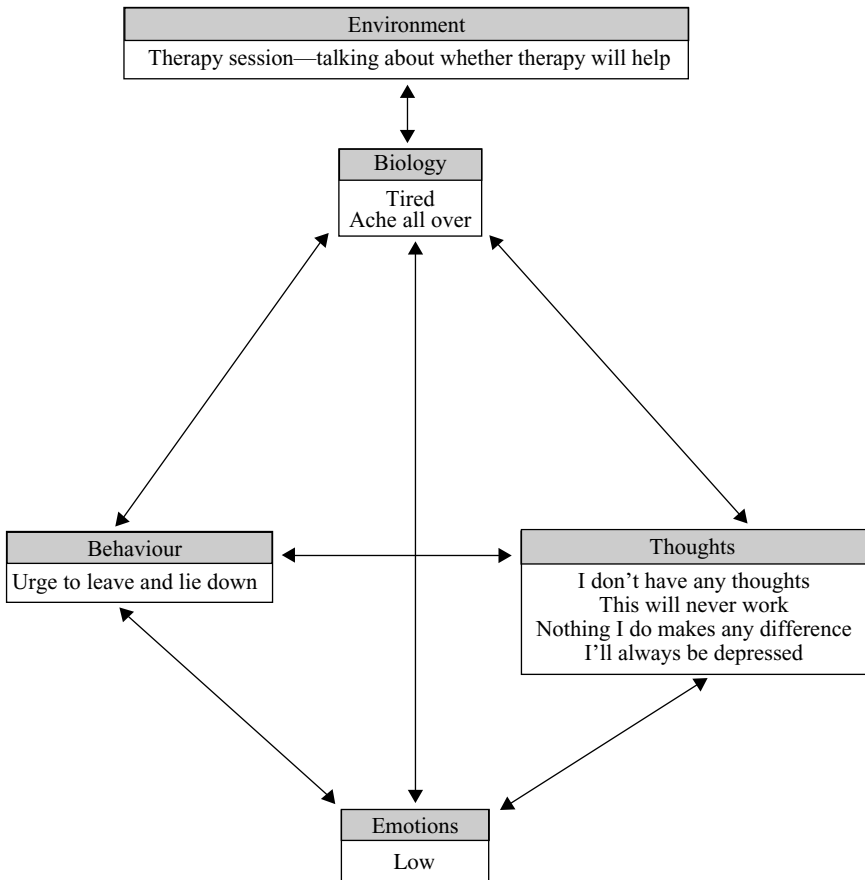 Environment
Therapy session—talking about whether therapy will help
Biology
Tired
Ache all over
Behaviour
Urge to leave and lie down
Thoughts
I don’t have any thoughts
This will never work
Nothing I do makes any difference
I’ll always be depressed
Emotions
Low